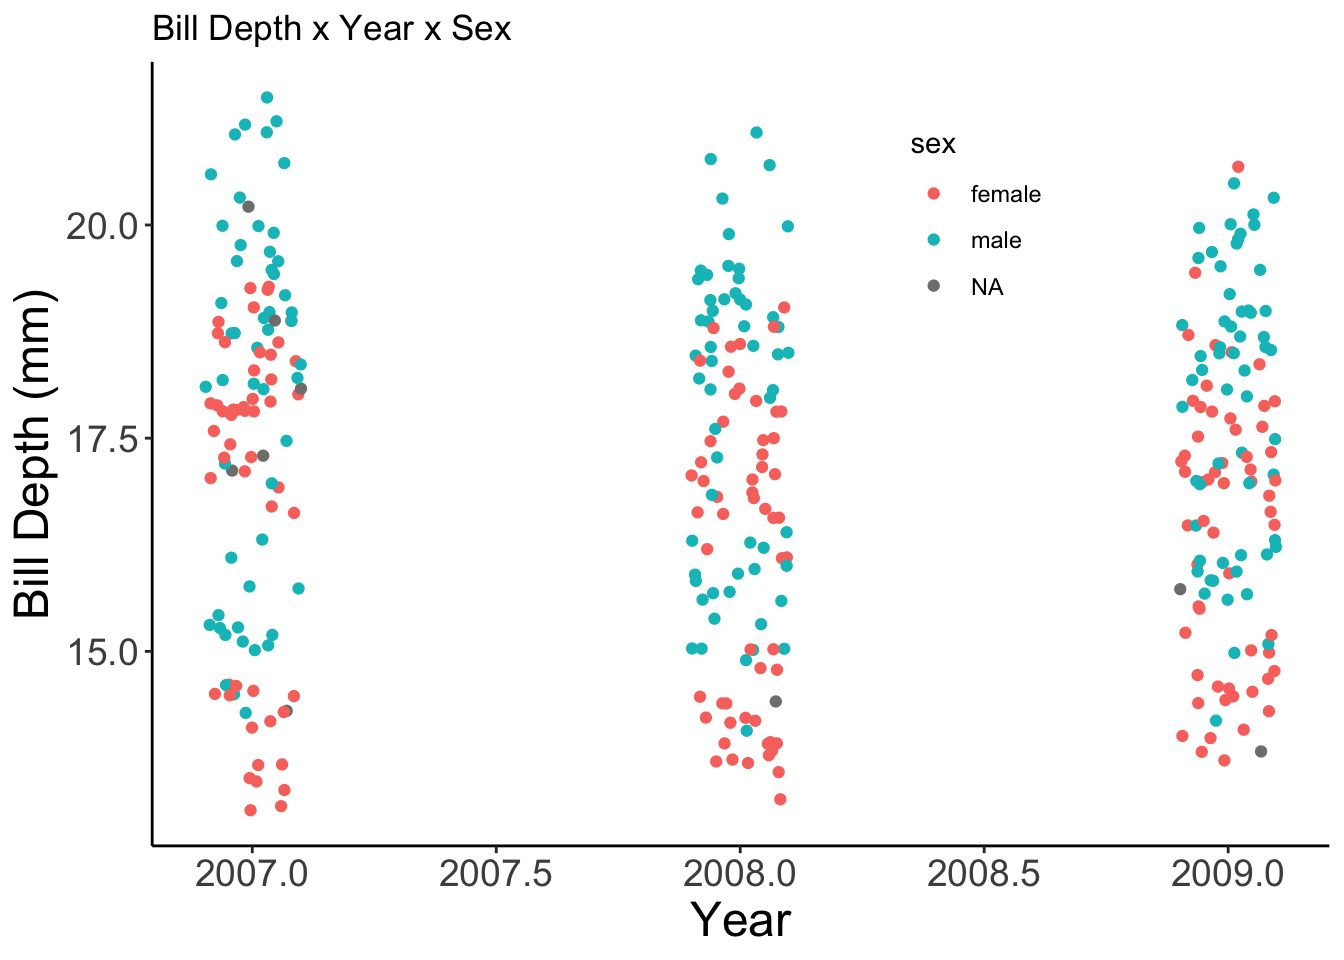 Bill Depth x Year x Sex
Bill Depth (mm)
20.0
17.5
15.0
sex
female
male
NA
2007.0 2007.5 2008.0 2008.5 2009.0
Year